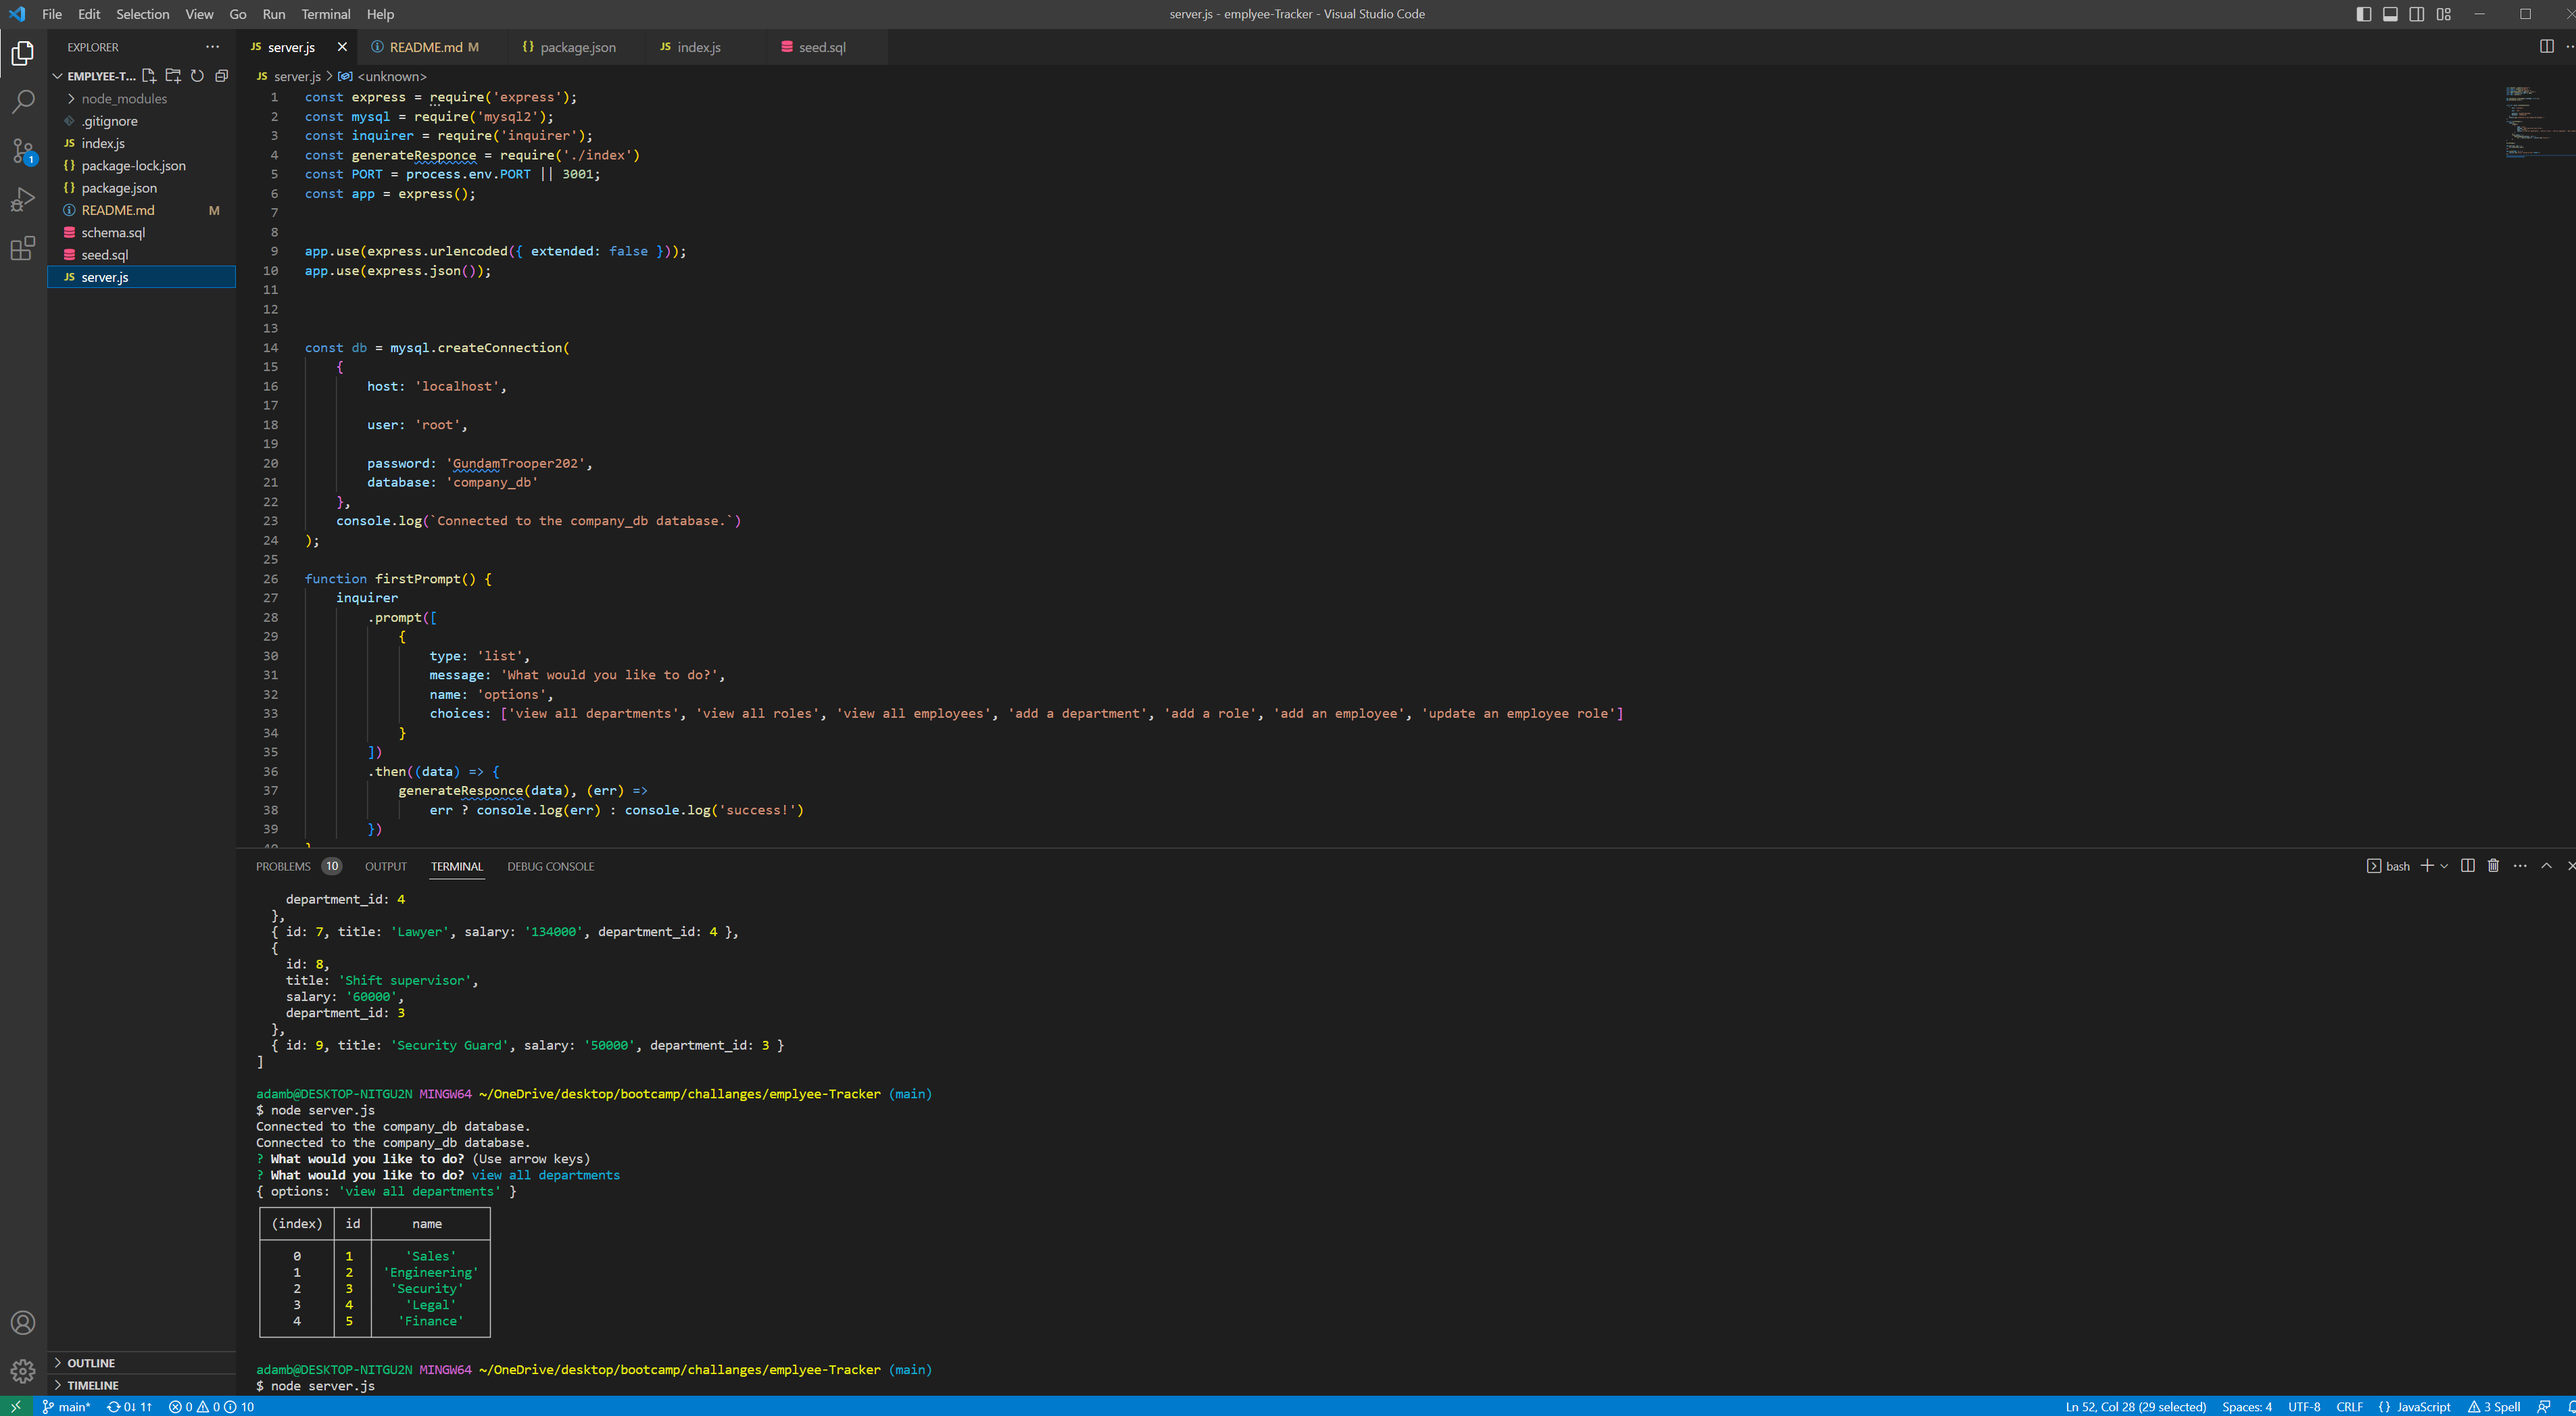 File Edit Selection View Go Run Terminal Help
server.js - emplyee-Tracker - Visual Studio Code
EXPLORER
EMPLYEE-T...
node_modules
.gitignore
JS index.js
{} package-lock.json
{} package.json
README.md M
schema.sql
seed.sql
JS server.js
OUTLINE
TIMELINE
1
JS server.js README.md M {} package.json JS index.js seed.sql
JS server.js > <unknown>
1 const express = require('express');
2 const mysql = require('mysql2');
3 const inquirer = require('inquirer');
4 const generateResponce = require('./index')
5 const PORT = process.env.PORT || 3001;
6 const app = express();
7
8
9 app.use(express.urlencoded({ extended: false }));
10 app.use(express.json());
11
12
13
14 const db = mysql.createConnection(
15 {
16 host: 'localhost',
17
18 user: 'root',
19
20 password: 'GundamTrooper202',
21 database: 'company_db'
22 },
23 console.log(`Connected to the company_db database.`)
24 );
25
26 function firstPrompt() {
27 inquirer
28 .prompt([
29 {
30 type: 'list',
31 message: 'What would you like to do?',
32 name: 'options',
33 choices: ['view all departments', 'view all roles', 'view all employees', 'add a department', 'add a role', 'add an employee', 'update an employee role']
34 }
35 ])
36 .then((data) => {
37 generateResponce(data), (err) =>
38 err ? console.log(err) : console.log('success!')
39 })
PROBLEMS 10 OUTPUT TERMINAL DEBUG CONSOLE
bash
department_id: 4
},
{ id: 7, title: 'Lawyer', salary: '134000', department_id: 4 },
{
id: 8,
title: 'Shift supervisor',
salary: '60000',
department_id: 3
},
{ id: 9, title: 'Security Guard', salary: '50000', department_id: 3 }
]
adamb@DESKTOP-NITGU2N MINGW64 ~/OneDrive/desktop/bootcamp/challanges/emplyee-Tracker (main)
$ node server.js
Connected to the company_db database.
Connected to the company_db database.
? What would you like to do? (Use arrow keys)
? What would you like to do? view all departments
{ options: 'view all departments' }
(index) id name
0 1 'Sales'
1 2 'Engineering'
2 3 'Security'
3 4 'Legal'
4 5 'Finance'
adamb@DESKTOP-NITGU2N MINGW64 ~/OneDrive/desktop/bootcamp/challanges/emplyee-Tracker (main)
$ node server.js
main* 0↓ 1↑ 0 0 10
Ln 52, Col 28 (29 selected) Spaces: 4 UTF-8 CRLF {} JavaScript 3 Spell